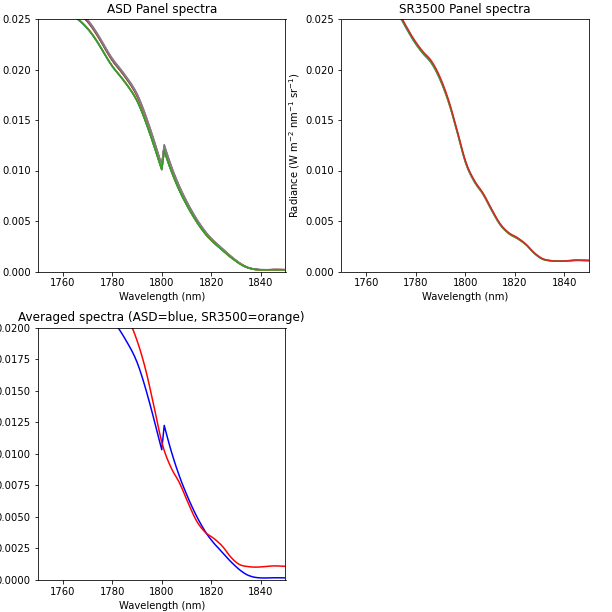 ASD Panel spectra
SR3500 Panel spectra
0.025
0.020
0.015
0.010
0.005
0.000
1760 1780 1800 1820 1840
Wavelength (nm)
Radiance (W m⁻² nm⁻¹ sr⁻¹)
0.025
0.020
0.015
0.010
0.005
0.000
1760 1780 1800 1820 1840
Wavelength (nm)
Averaged spectra (ASD=blue, SR3500=orange)
0.0200
0.0175
0.0150
0.0125
0.0100
0.0075
0.0050
0.0025
0.0000
1760 1780 1800 1820 1840
Wavelength (nm)